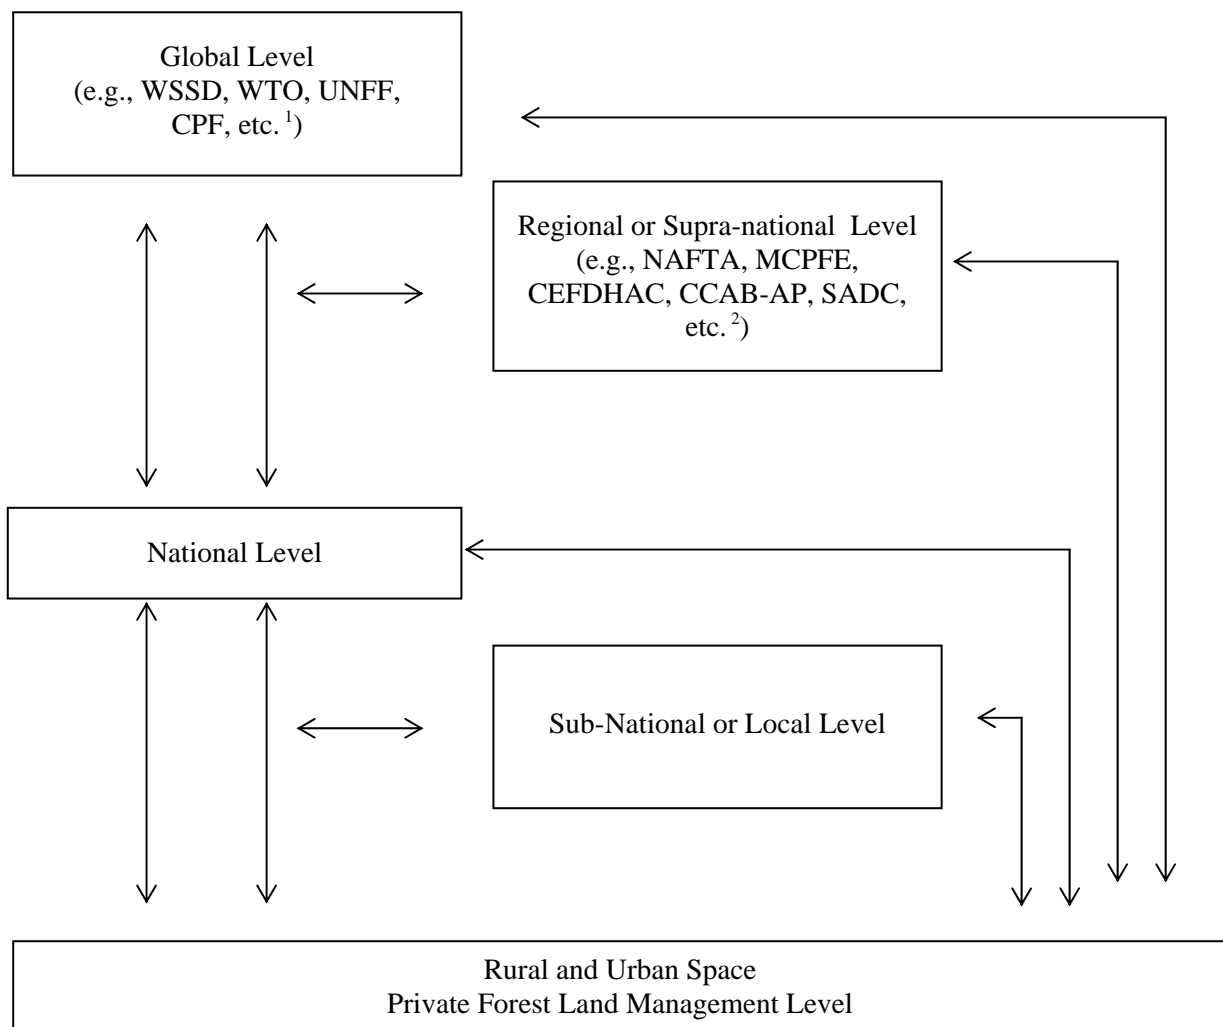 Global Level
(e.g., WSSD, WTO, UNFF,
CPF, etc. 1)
Regional or Supra-national Level
(e.g., NAFTA, MCPFE,
CEFDHAC, CCAB-AP, SADC,
etc. 2)
National Level
Sub-National or Local Level
Rural and Urban Space
Private Forest Land Management Level